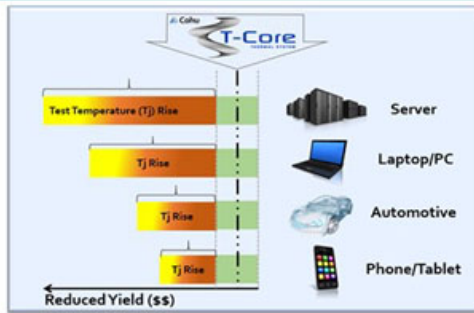 Cohu
T-Core
THERMAL SYSTEM
Test Temperature (Tj) Rise
Server
Tj Rise
Laptop/PC
Tj Rise
Automotive
Tj Rise
Phone/Tablet
Reduced Yield ($$)